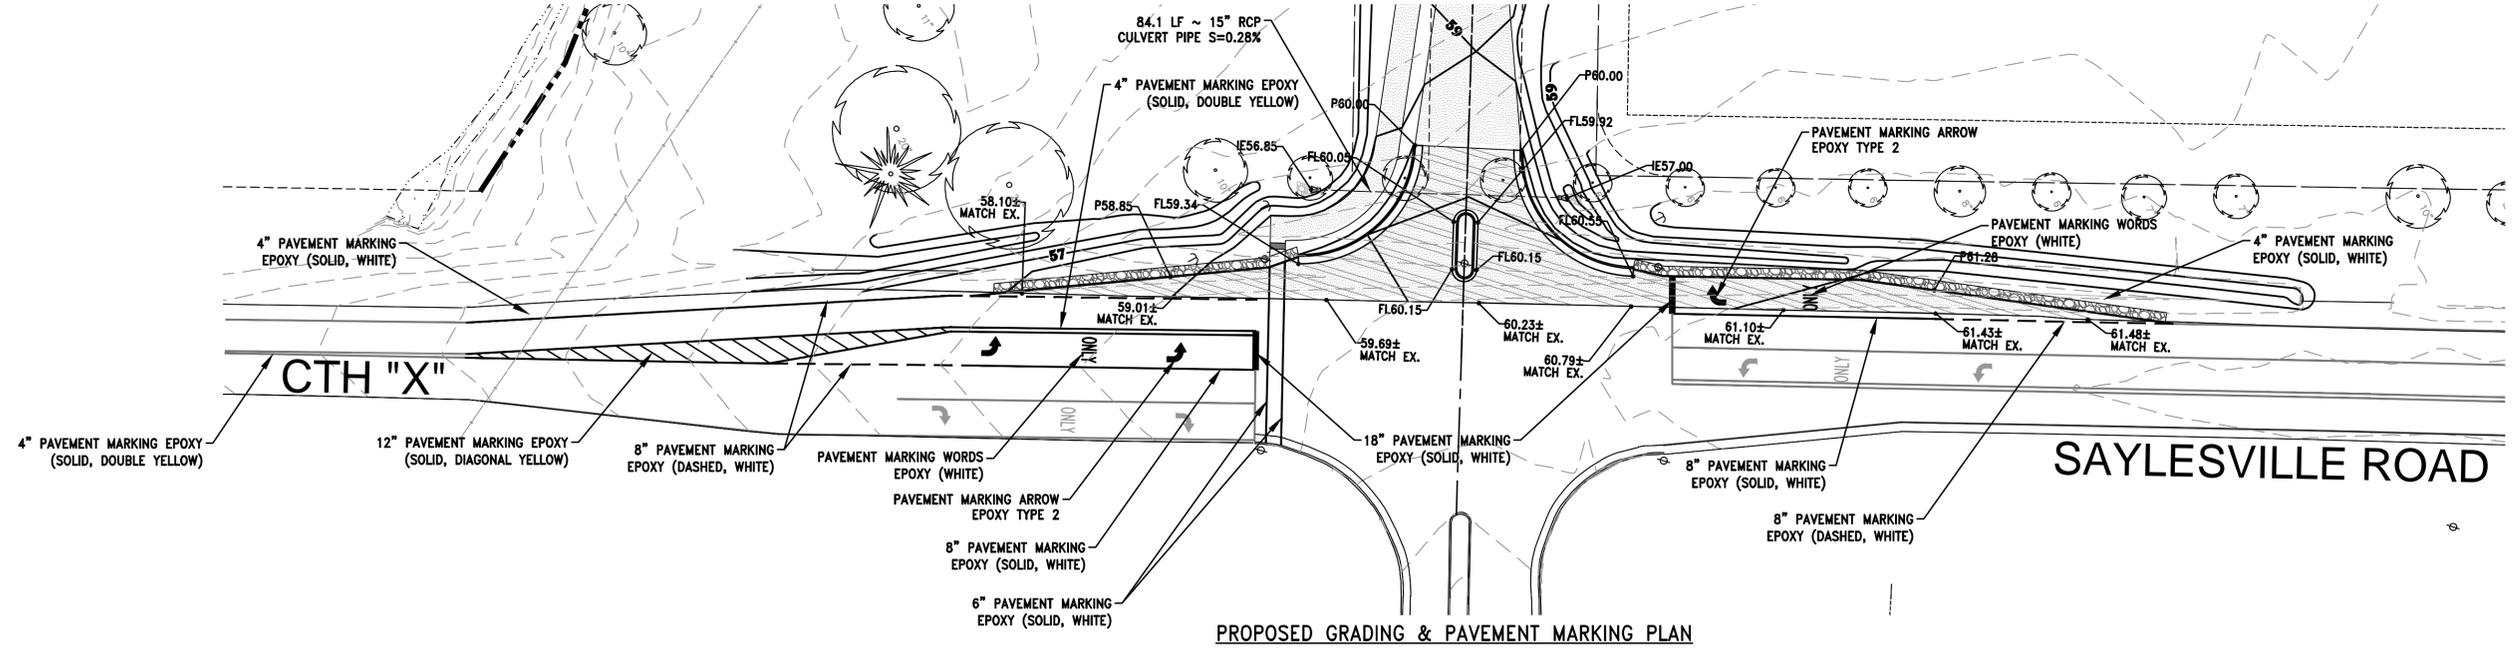 84.1 LF ~ 15" RCP
CULVERT PIPE S=0.28%
4" PAVEMENT MARKING EPOXY
(SOLID, DOUBLE YELLOW)
59
59
P60.00
P60.00
FL59.92
PAVEMENT MARKING ARROW
EPOXY TYPE 2
IE56.85
FL60.05
IE57.00
58.10±
MATCH EX.
P58.85
FL59.34
FL60.55
PAVEMENT MARKING WORDS
EPOXY (WHITE)
4" PAVEMENT MARKING
EPOXY (SOLID, WHITE)
4" PAVEMENT MARKING
EPOXY (SOLID, WHITE)
57
FL60.15
P61.28
59.01±
MATCH EX.
FL60.15
ONLY
60.23±
MATCH EX.
61.10±
MATCH EX.
61.43±
MATCH EX.
61.48±
MATCH EX.
59.69±
MATCH EX.
60.79±
MATCH EX.
ONLY
ONLY
ONLY
CTH "X"
4" PAVEMENT MARKING EPOXY
(SOLID, DOUBLE YELLOW)
12" PAVEMENT MARKING EPOXY
(SOLID, DIAGONAL YELLOW)
8" PAVEMENT MARKING
EPOXY (DASHED, WHITE)
PAVEMENT MARKING WORDS
EPOXY (WHITE)
18" PAVEMENT MARKING
EPOXY (SOLID, WHITE)
8" PAVEMENT MARKING
EPOXY (SOLID, WHITE)
SAYLESVILLE ROAD
PAVEMENT MARKING ARROW
EPOXY TYPE 2
8" PAVEMENT MARKING
EPOXY (DASHED, WHITE)
8" PAVEMENT MARKING
EPOXY (SOLID, WHITE)
6" PAVEMENT MARKING
EPOXY (SOLID, WHITE)
PROPOSED GRADING & PAVEMENT MARKING PLAN